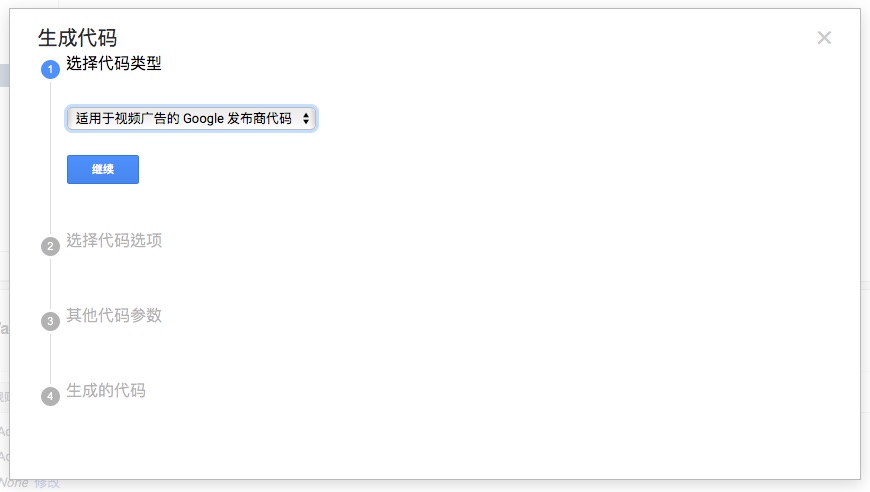 生成代码
1 选择代码类型
适用于视频广告的 Google 发布商代码
继续
2 选择代码选项
3 其他代码参数
4 生成的代码
None 修改